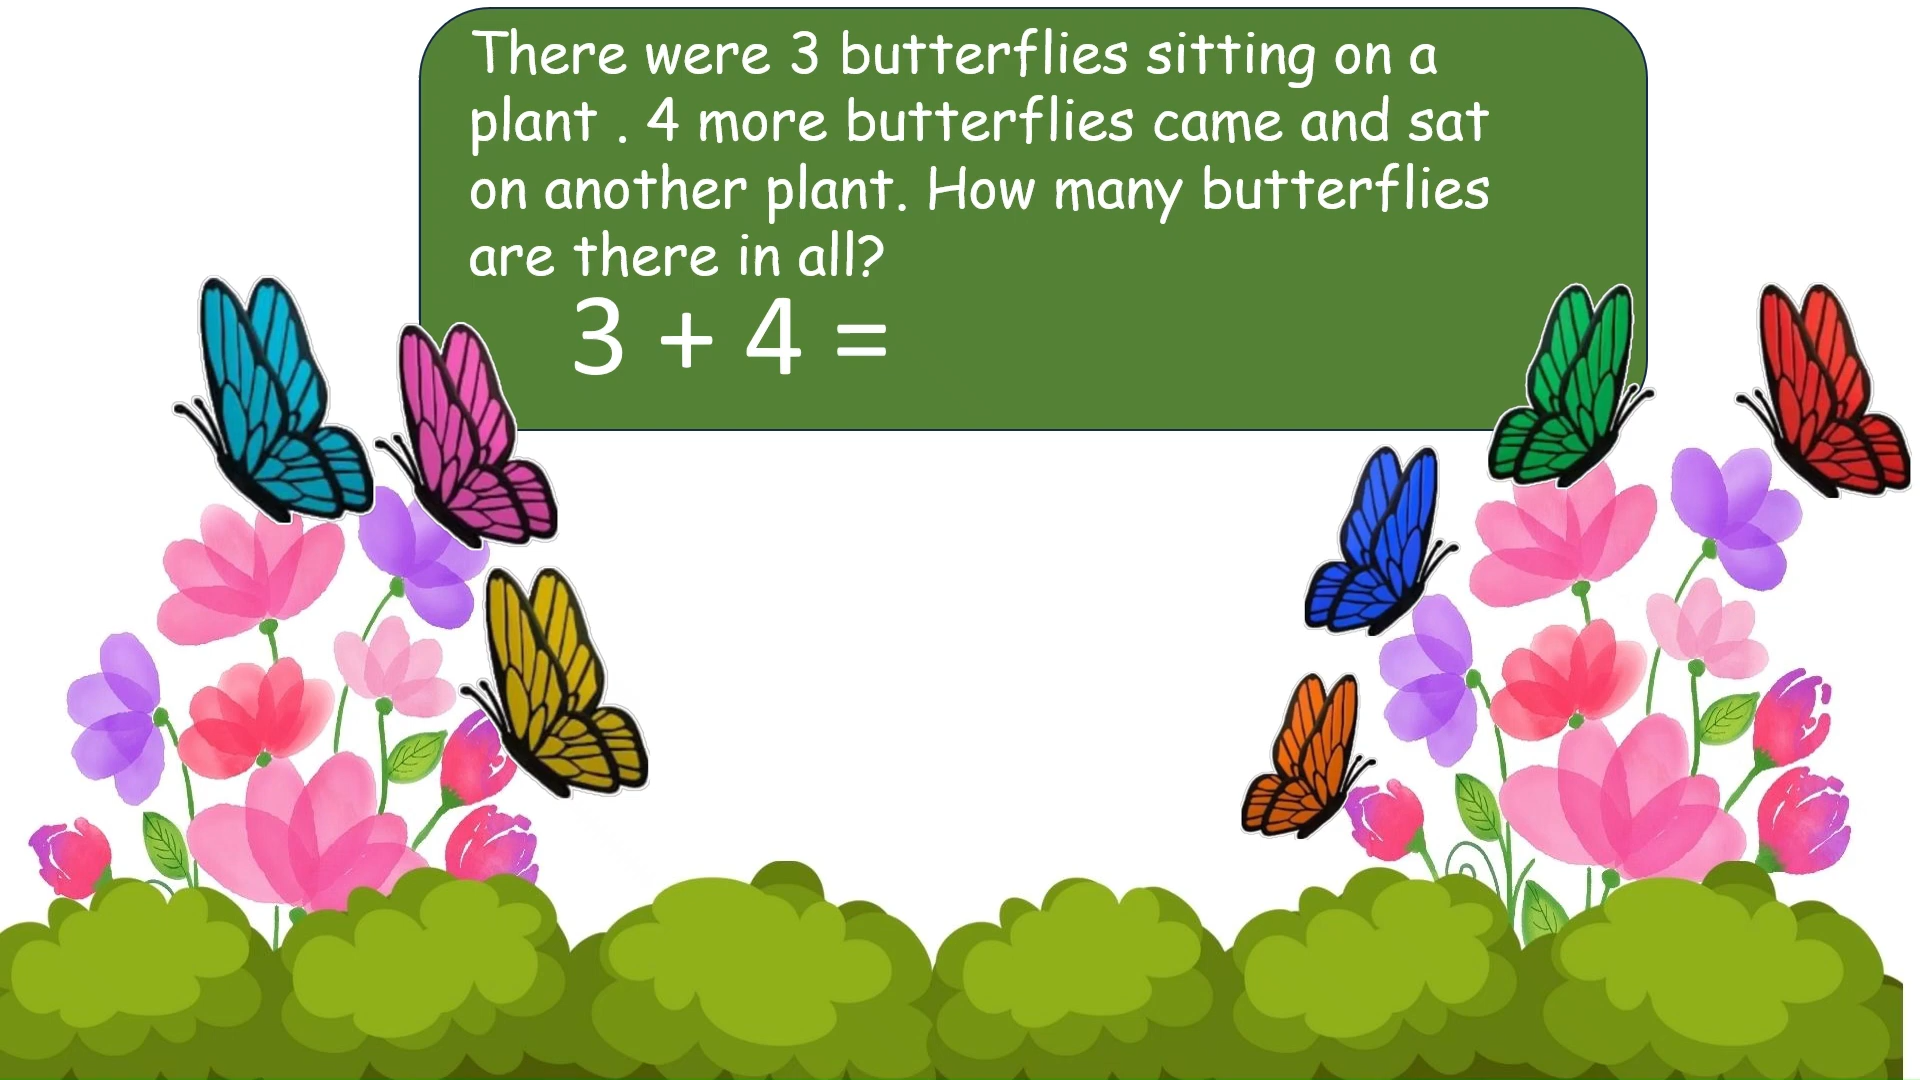 There were 3 butterflies sitting on a
plant . 4 more butterflies came and sat
on another plant. How many butterflies
are there in all?
3 + 4 =